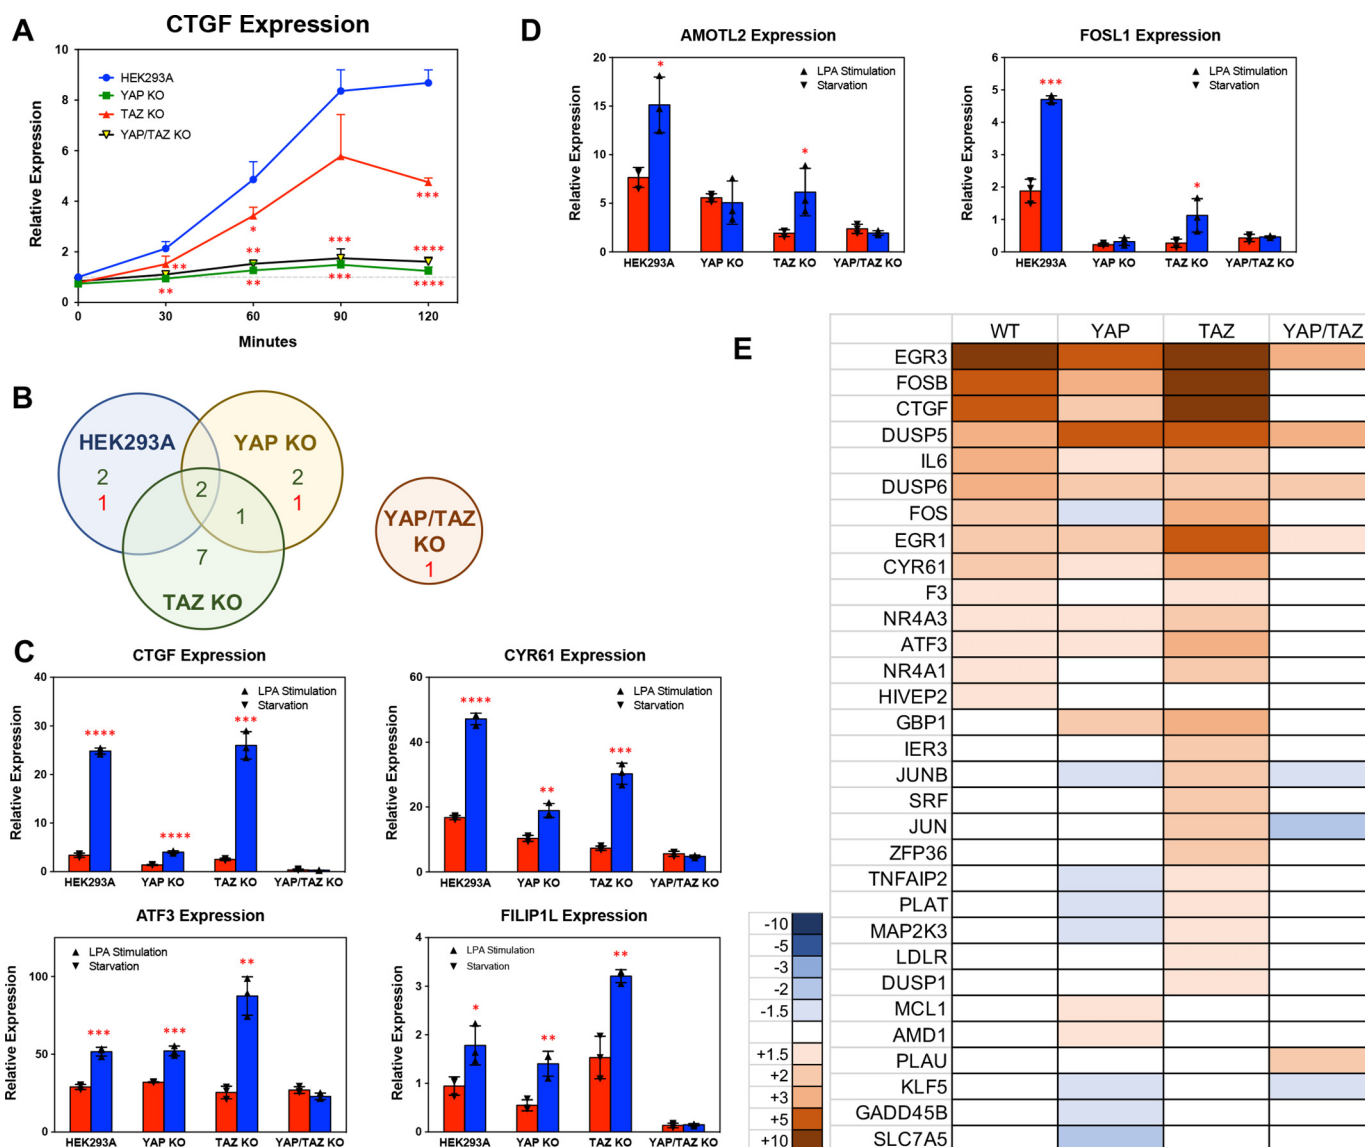 A
CTGF Expression
Relative Expression
10
8
6
4
2
0
HEK293A
YAP KO
TAZ KO
YAP/TAZ KO
***
*
**
**
***
****
**
**
***
****
0 30 60 90 120
Minutes
B
HEK293A
2
1
YAP KO
2
1
2
1
7
TAZ KO
YAP/TAZ
KO
1
C
CTGF Expression
Relative Expression
40
30
20
10
0
LPA Stimulation
Starvation
****
****
***
HEK293A YAP KO TAZ KO YAP/TAZ KO
CYR61 Expression
Relative Expression
60
40
20
0
LPA Stimulation
Starvation
****
**
***
HEK293A YAP KO TAZ KO YAP/TAZ KO
ATF3 Expression
Relative Expression
100
50
0
LPA Stimulation
Starvation
***
***
**
HEK293A YAP KO TAZ KO YAP/TAZ KO
FILIP1L Expression
Relative Expression
4
3
2
1
0
LPA Stimulation
Starvation
*
**
**
HEK293A YAP KO TAZ KO YAP/TAZ KO
D
AMOTL2 Expression
Relative Expression
20
15
10
5
0
LPA Stimulation
Starvation
*
*
HEK293A YAP KO TAZ KO YAP/TAZ KO
FOSL1 Expression
Relative Expression
6
5
4
3
2
1
0
LPA Stimulation
Starvation
***
*
HEK293A YAP KO TAZ KO YAP/TAZ KO
E
WT YAP TAZ YAP/TAZ
EGR3
FOSB
CTGF
DUSP5
IL6
DUSP6
FOS
EGR1
CYR61
F3
NR4A3
ATF3
NR4A1
HIVEP2
GBP1
IER3
JUNB
SRF
JUN
ZFP36
TNFAIP2
PLAT
MAP2K3
LDLR
DUSP1
MCL1
AMD1
PLAU
KLF5
GADD45B
SLC7A5
-10
-5
-3
-2
-1.5
+1.5
+2
+3
+5
+10